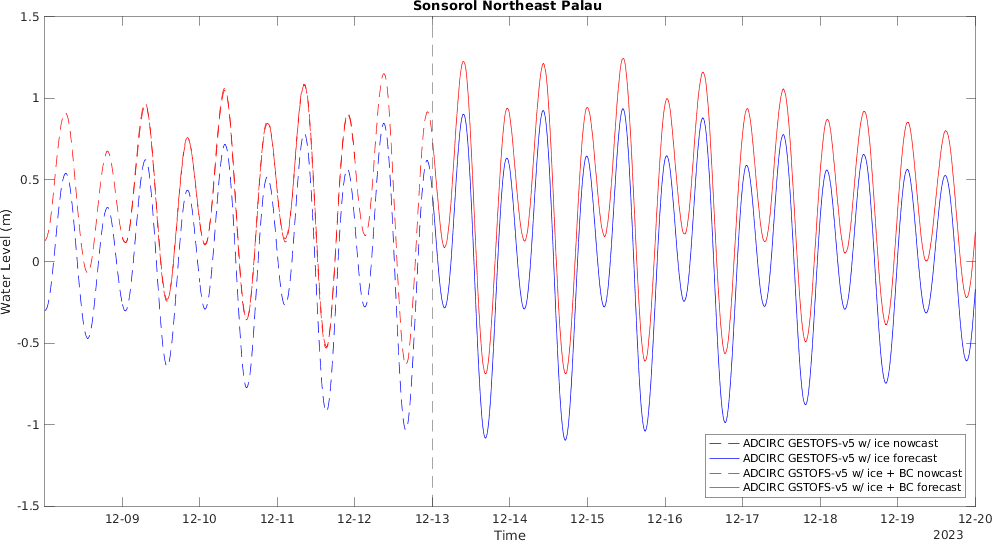 Sonsorol Northeast Palau
1.5
1
0.5
0
-0.5
-1
-1.5
Water Level (m)
ADCIRC GESTOFS-v5 w/ ice nowcast
ADCIRC GESTOFS-v5 w/ ice forecast
ADCIRC GSTOFS-v5 w/ ice + BC nowcast
ADCIRC GSTOFS-v5 w/ ice + BC forecast
12-09 12-10 12-11 12-12 12-13 12-14 12-15 12-16 12-17 12-18 12-19 12-20
Time
2023